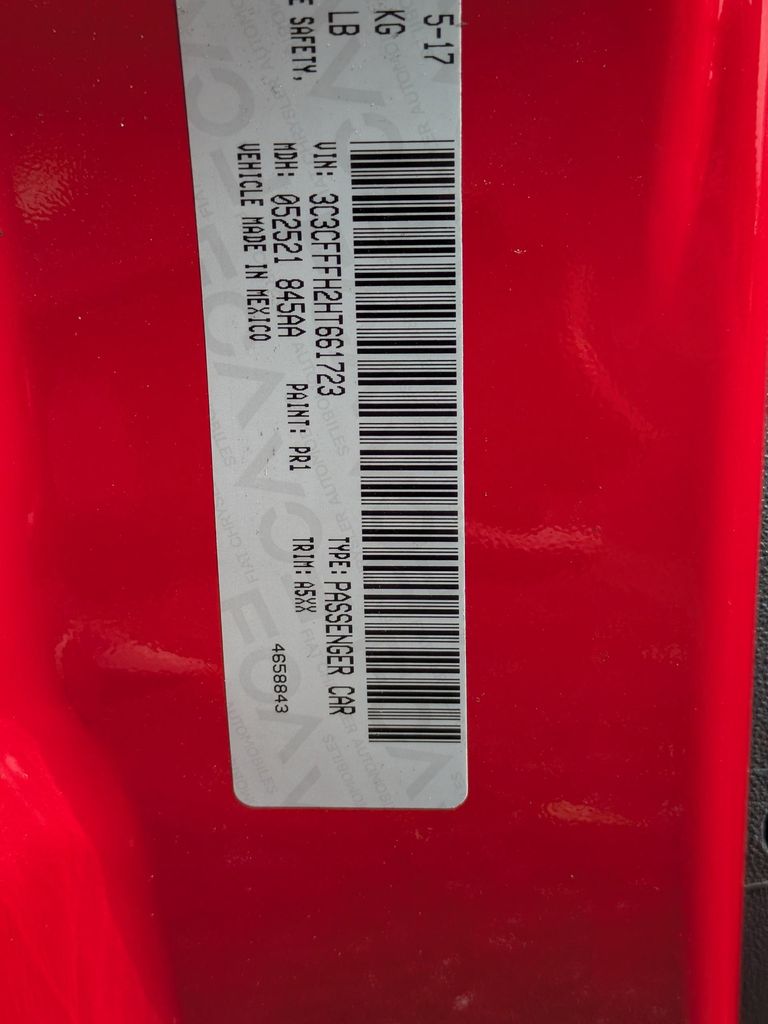 5-17
KG
LB
E SAFETY,
VIN: 3C3CFFFH2HT661723 TYPE: PASSENGER CAR
MDH: 052521 845AA PAINT: PR1 TRIM: A5XX
VEHICLE MADE IN MEXICO
4658843